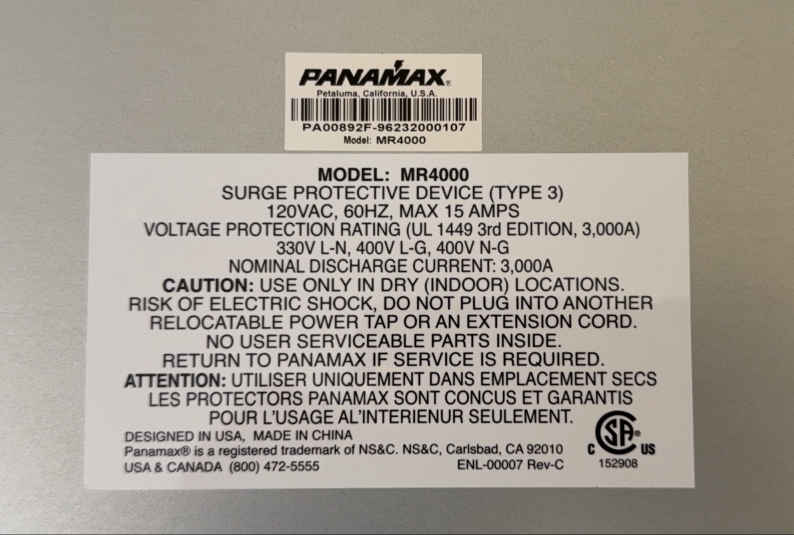 PANAMAX®
Petaluma, California, U.S.A.
PA00892F-96232000107
Model: MR4000
MODEL: MR4000
SURGE PROTECTIVE DEVICE (TYPE 3)
120VAC, 60HZ, MAX 15 AMPS
VOLTAGE PROTECTION RATING (UL 1449 3rd EDITION, 3,000A)
330V L-N, 400V L-G, 400V N-G
NOMINAL DISCHARGE CURRENT: 3,000A
CAUTION: USE ONLY IN DRY (INDOOR) LOCATIONS.
RISK OF ELECTRIC SHOCK, DO NOT PLUG INTO ANOTHER
RELOCATABLE POWER TAP OR AN EXTENSION CORD.
NO USER SERVICEABLE PARTS INSIDE.
RETURN TO PANAMAX IF SERVICE IS REQUIRED.
ATTENTION: UTILISER UNIQUEMENT DANS EMPLACEMENT SECS
LES PROTECTORS PANAMAX SONT CONCUS ET GARANTIS
POUR L'USAGE AL'INTERIENUR SEULEMENT.
DESIGNED IN USA, MADE IN CHINA
Panamax® is a registered trademark of NS&C. NS&C, Carlsbad, CA 92010
USA & CANADA (800) 472-5555 ENL-00007 Rev-C
C SA® US
152908